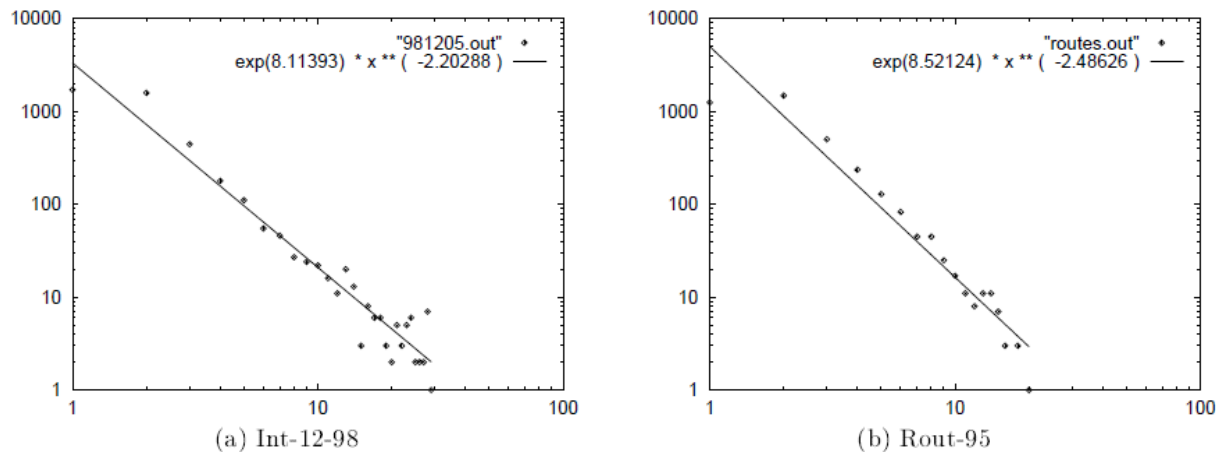 10000
1000
100
10
1
1
10
100
"981205.out"
exp(8.11393) * x ** ( -2.20288 )
(a) Int-12-98
10000
1000
100
10
1
1
10
100
"routes.out"
exp(8.52124) * x ** ( -2.48626 )
(b) Rout-95